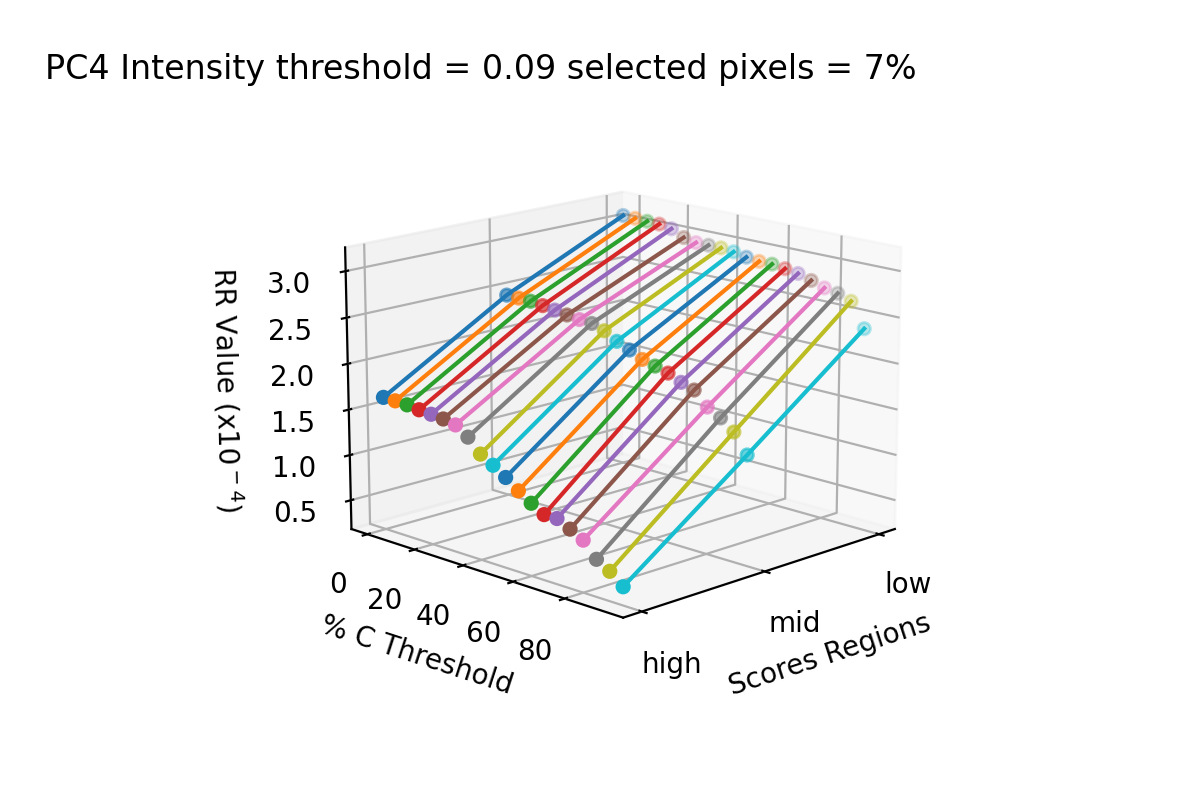 PC4 Intensity threshold = 0.09 selected pixels = 7%
RR Value (x10⁻⁴)
3.0
2.5
2.0
1.5
1.0
0.5
0
20
40
60
80
% C Threshold
high
mid
low
Scores Regions